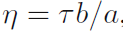 η = τb/a,